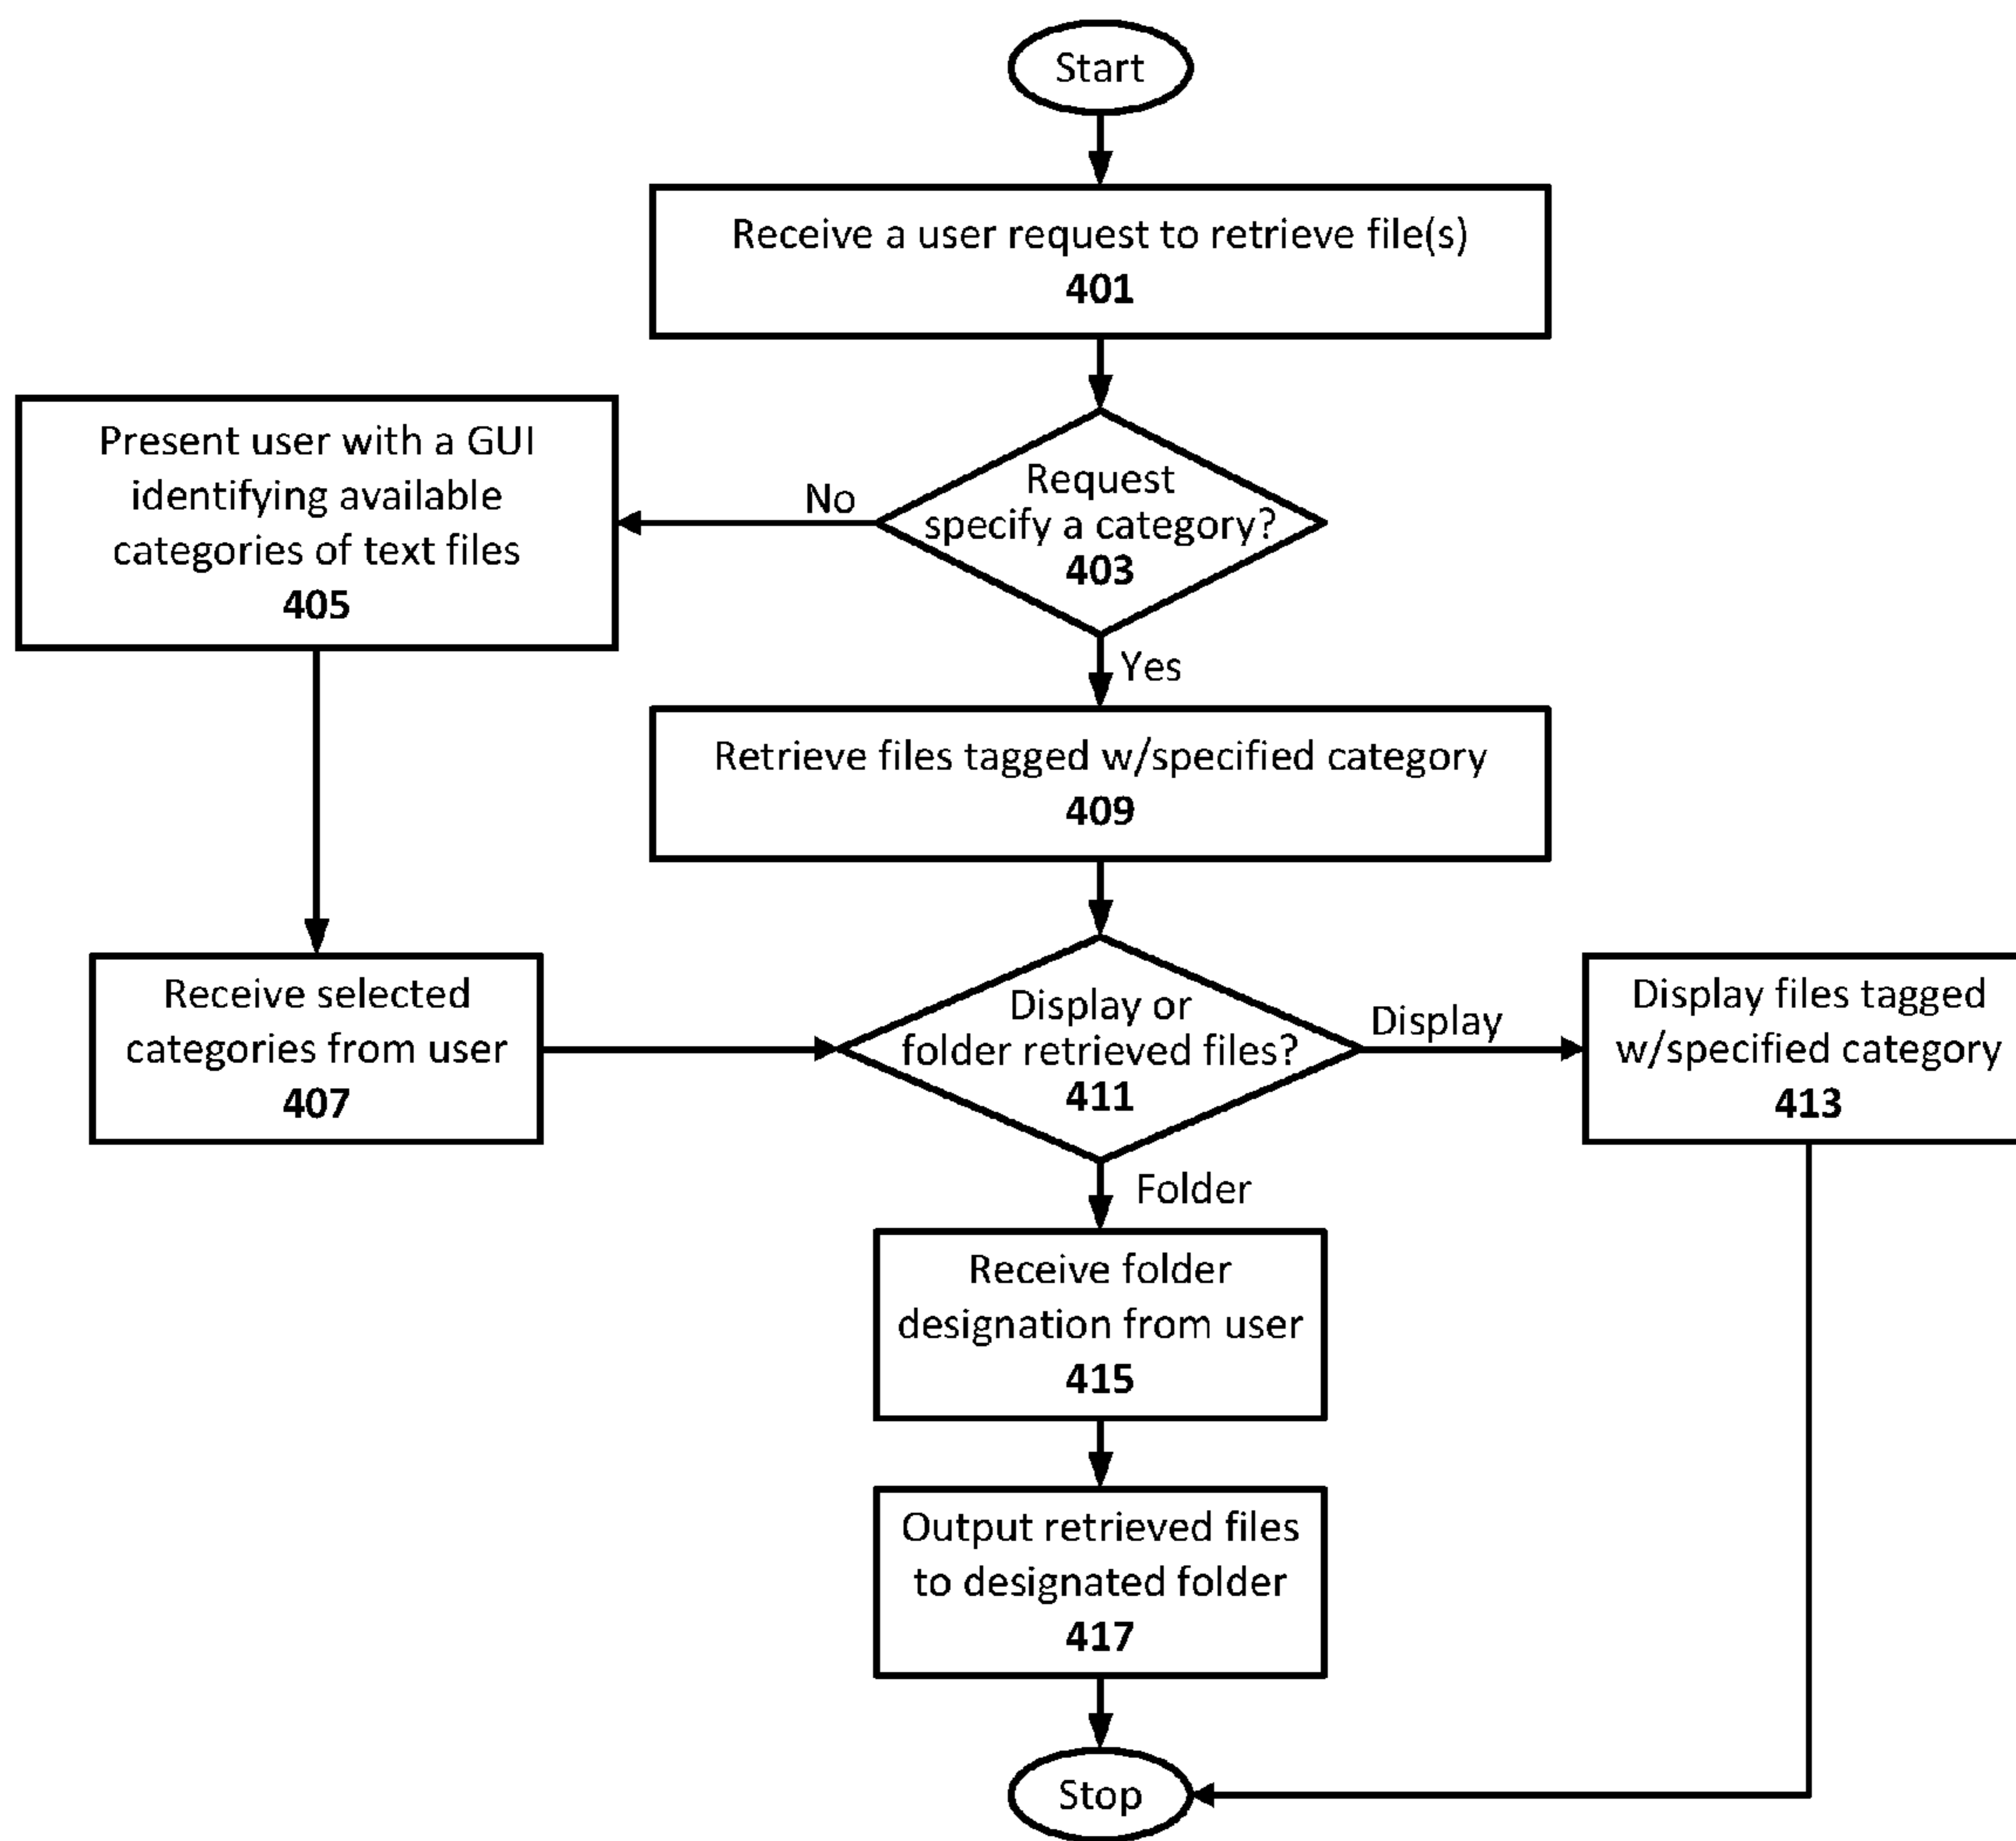 Start
Receive a user request to retrieve file(s)
401
Present user with a GUI
identifying available
categories of text files
405
No
Request
specify a category?
403
Yes
Retrieve files tagged w/specified category
409
Receive selected
categories from user
407
Display or
folder retrieved files?
411
Display
Display files tagged
w/specified category
413
Folder
Receive folder
designation from user
415
Output retrieved files
to designated folder
417
Stop